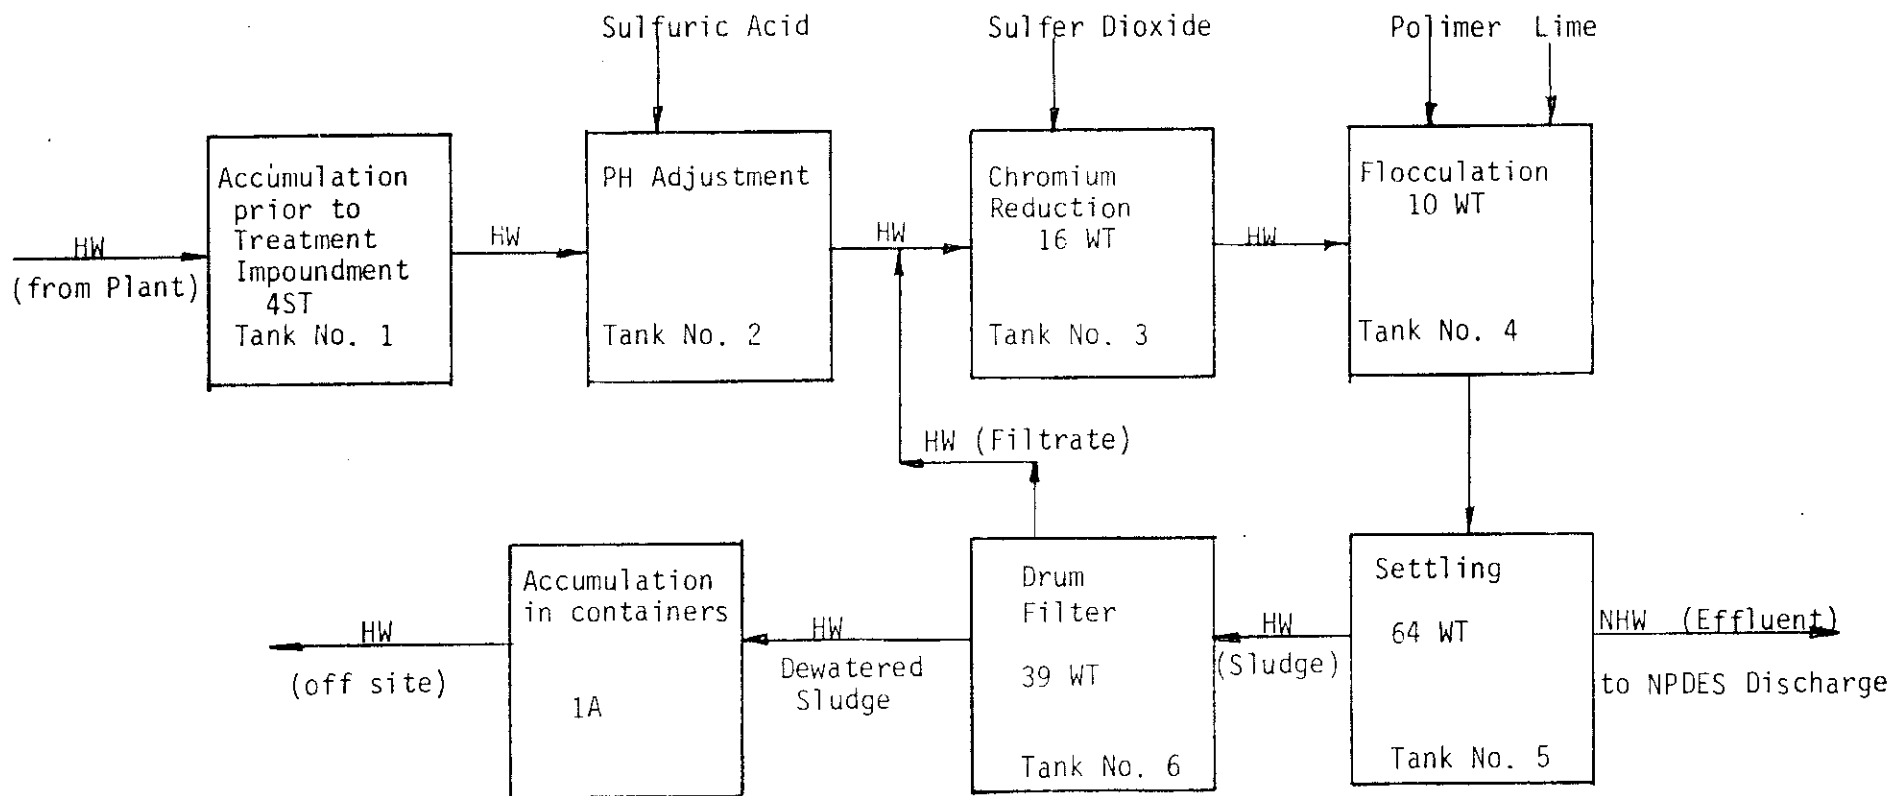 Sulfuric Acid
Sulfer Dioxide
Polimer Lime
HW
(from Plant)
Accumulation
prior to
Treatment
Impoundment
4ST
Tank No. 1
HW
PH Adjustment
Tank No. 2
HW
Chromium
Reduction
16 WT
Tank No. 3
HW
Flocculation
10 WT
Tank No. 4
HW (Filtrate)
HW
(off site)
Accumulation
in containers
1A
HW
Dewatered
Sludge
Drum
Filter
39 WT
Tank No. 6
HW
(Sludge)
Settling
64 WT
Tank No. 5
NHW (Effluent)
to NPDES Discharge